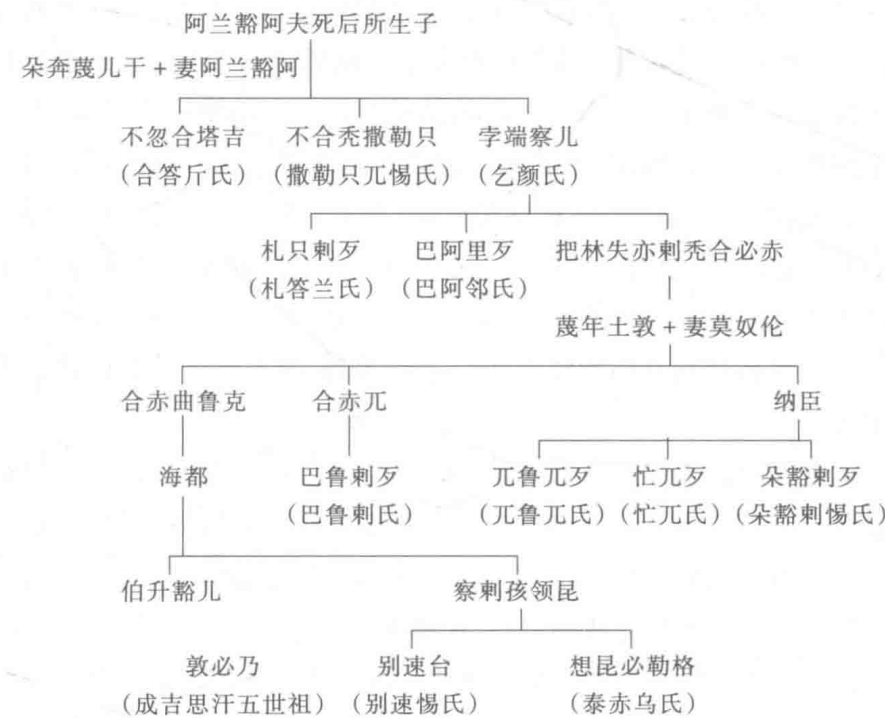 阿兰豁阿夫死后所生子
朵奔蔑儿干+妻阿兰豁阿
不忽合塔吉 不合秃撒勒只 孛端察儿
(合答斤氏) (撒勒只兀惕氏) (乞颜氏)
札只剌歹 巴阿里歹 把林失亦剌秃合必赤
(札答兰氏) (巴阿邻氏)
蔑年土敦+妻莫奴伦
合赤曲鲁克 合赤兀 纳臣
海都 巴鲁剌歹 兀鲁兀歹 忙兀歹 朵豁剌歹
(巴鲁剌氏) (兀鲁兀氏) (忙兀氏) (朵豁剌惕氏)
伯升豁儿 察剌孩领昆
敦必乃 别速台 想昆必勒格
(成吉思汗五世祖) (别速惕氏) (泰赤乌氏)